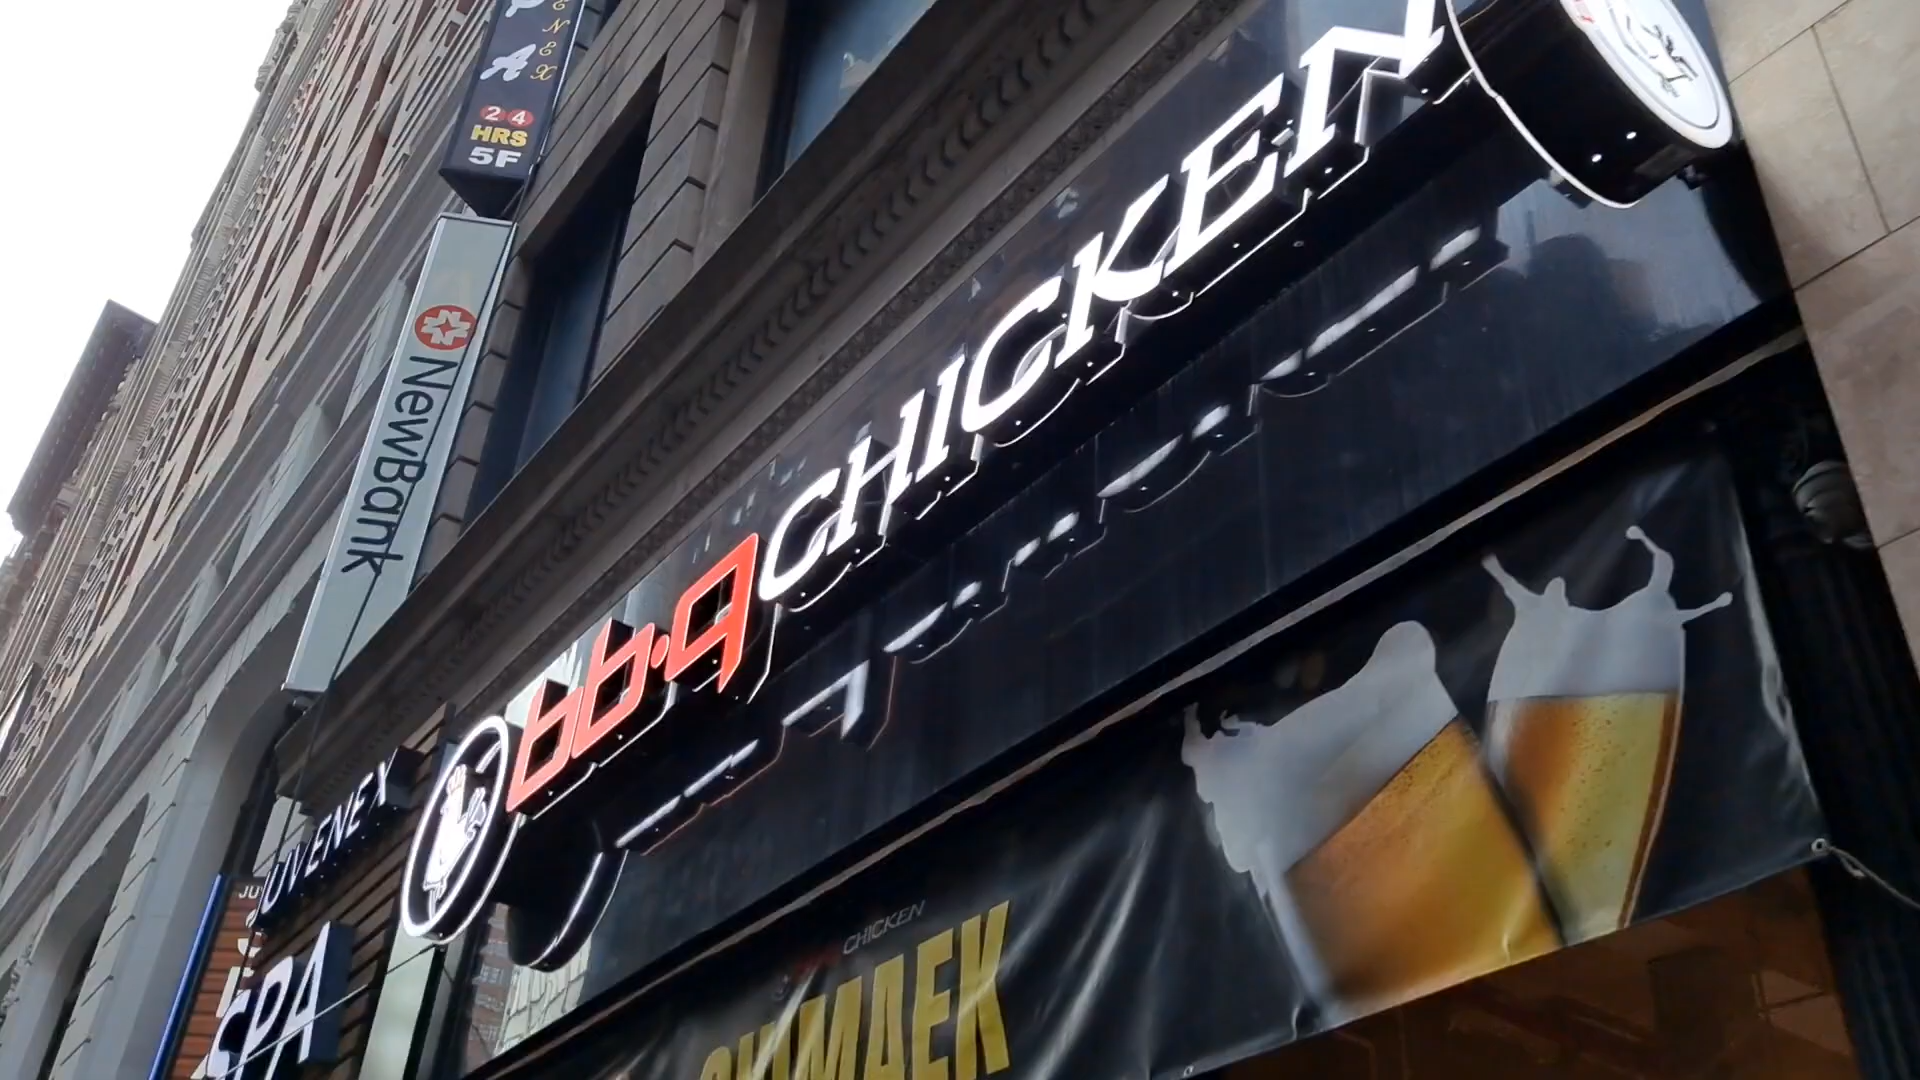 24
HRS
5F
NewBank
bb.q CHICKEN
JUVENEX
SPA
CHICKEN
CHIMAEK